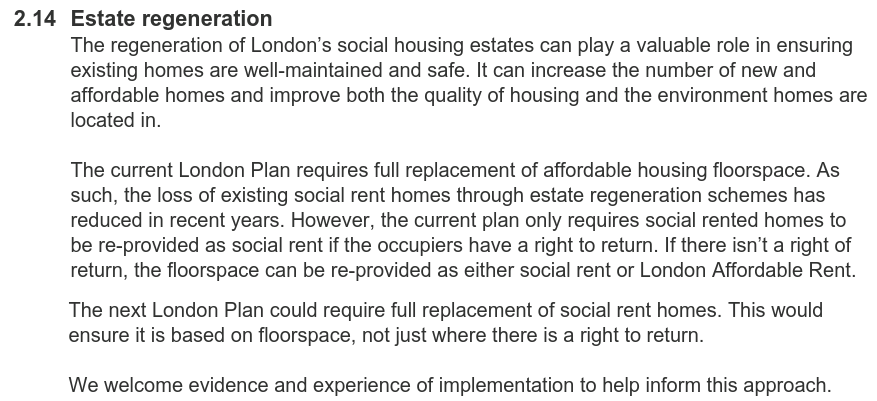 2.14 Estate regeneration
The regeneration of London's social housing estates can play a valuable role in ensuring
existing homes are well-maintained and safe. It can increase the number of new and
affordable homes and improve both the quality of housing and the environment homes are
located in.
The current London Plan requires full replacement of affordable housing floorspace. As
such, the loss of existing social rent homes through estate regeneration schemes has
reduced in recent years. However, the current plan only requires social rented homes to
be re-provided as social rent if the occupiers have a right to return. If there isn't a right of
return, the floorspace can be re-provided as either social rent or London Affordable Rent.
The next London Plan could require full replacement of social rent homes. This would
ensure it is based on floorspace, not just where there is a right to return.
We welcome evidence and experience of implementation to help inform this approach.